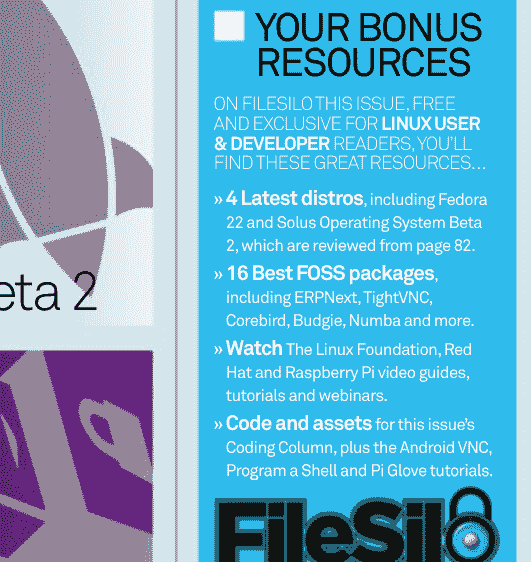 YOUR BONUS
RESOURCES
ON FILESILO THIS ISSUE, FREE
AND EXCLUSIVE FOR LINUX USER
& DEVELOPER READERS, YOU'LL
FIND THESE GREAT RESOURCES...
» 4 Latest distros, including Fedora
22 and Solus Operating System Beta
2, which are reviewed from page 82.
» 16 Best FOSS packages,
including ERPNext, TightVNC,
Corebird, Budgie, Numba and more.
» Watch The Linux Foundation, Red
Hat and Raspberry Pi video guides,
tutorials and webinars.
» Code and assets for this issue's
Coding Column, plus the Android VNC,
Program a Shell and Pi Glove tutorials.
eta 2
FileSilo